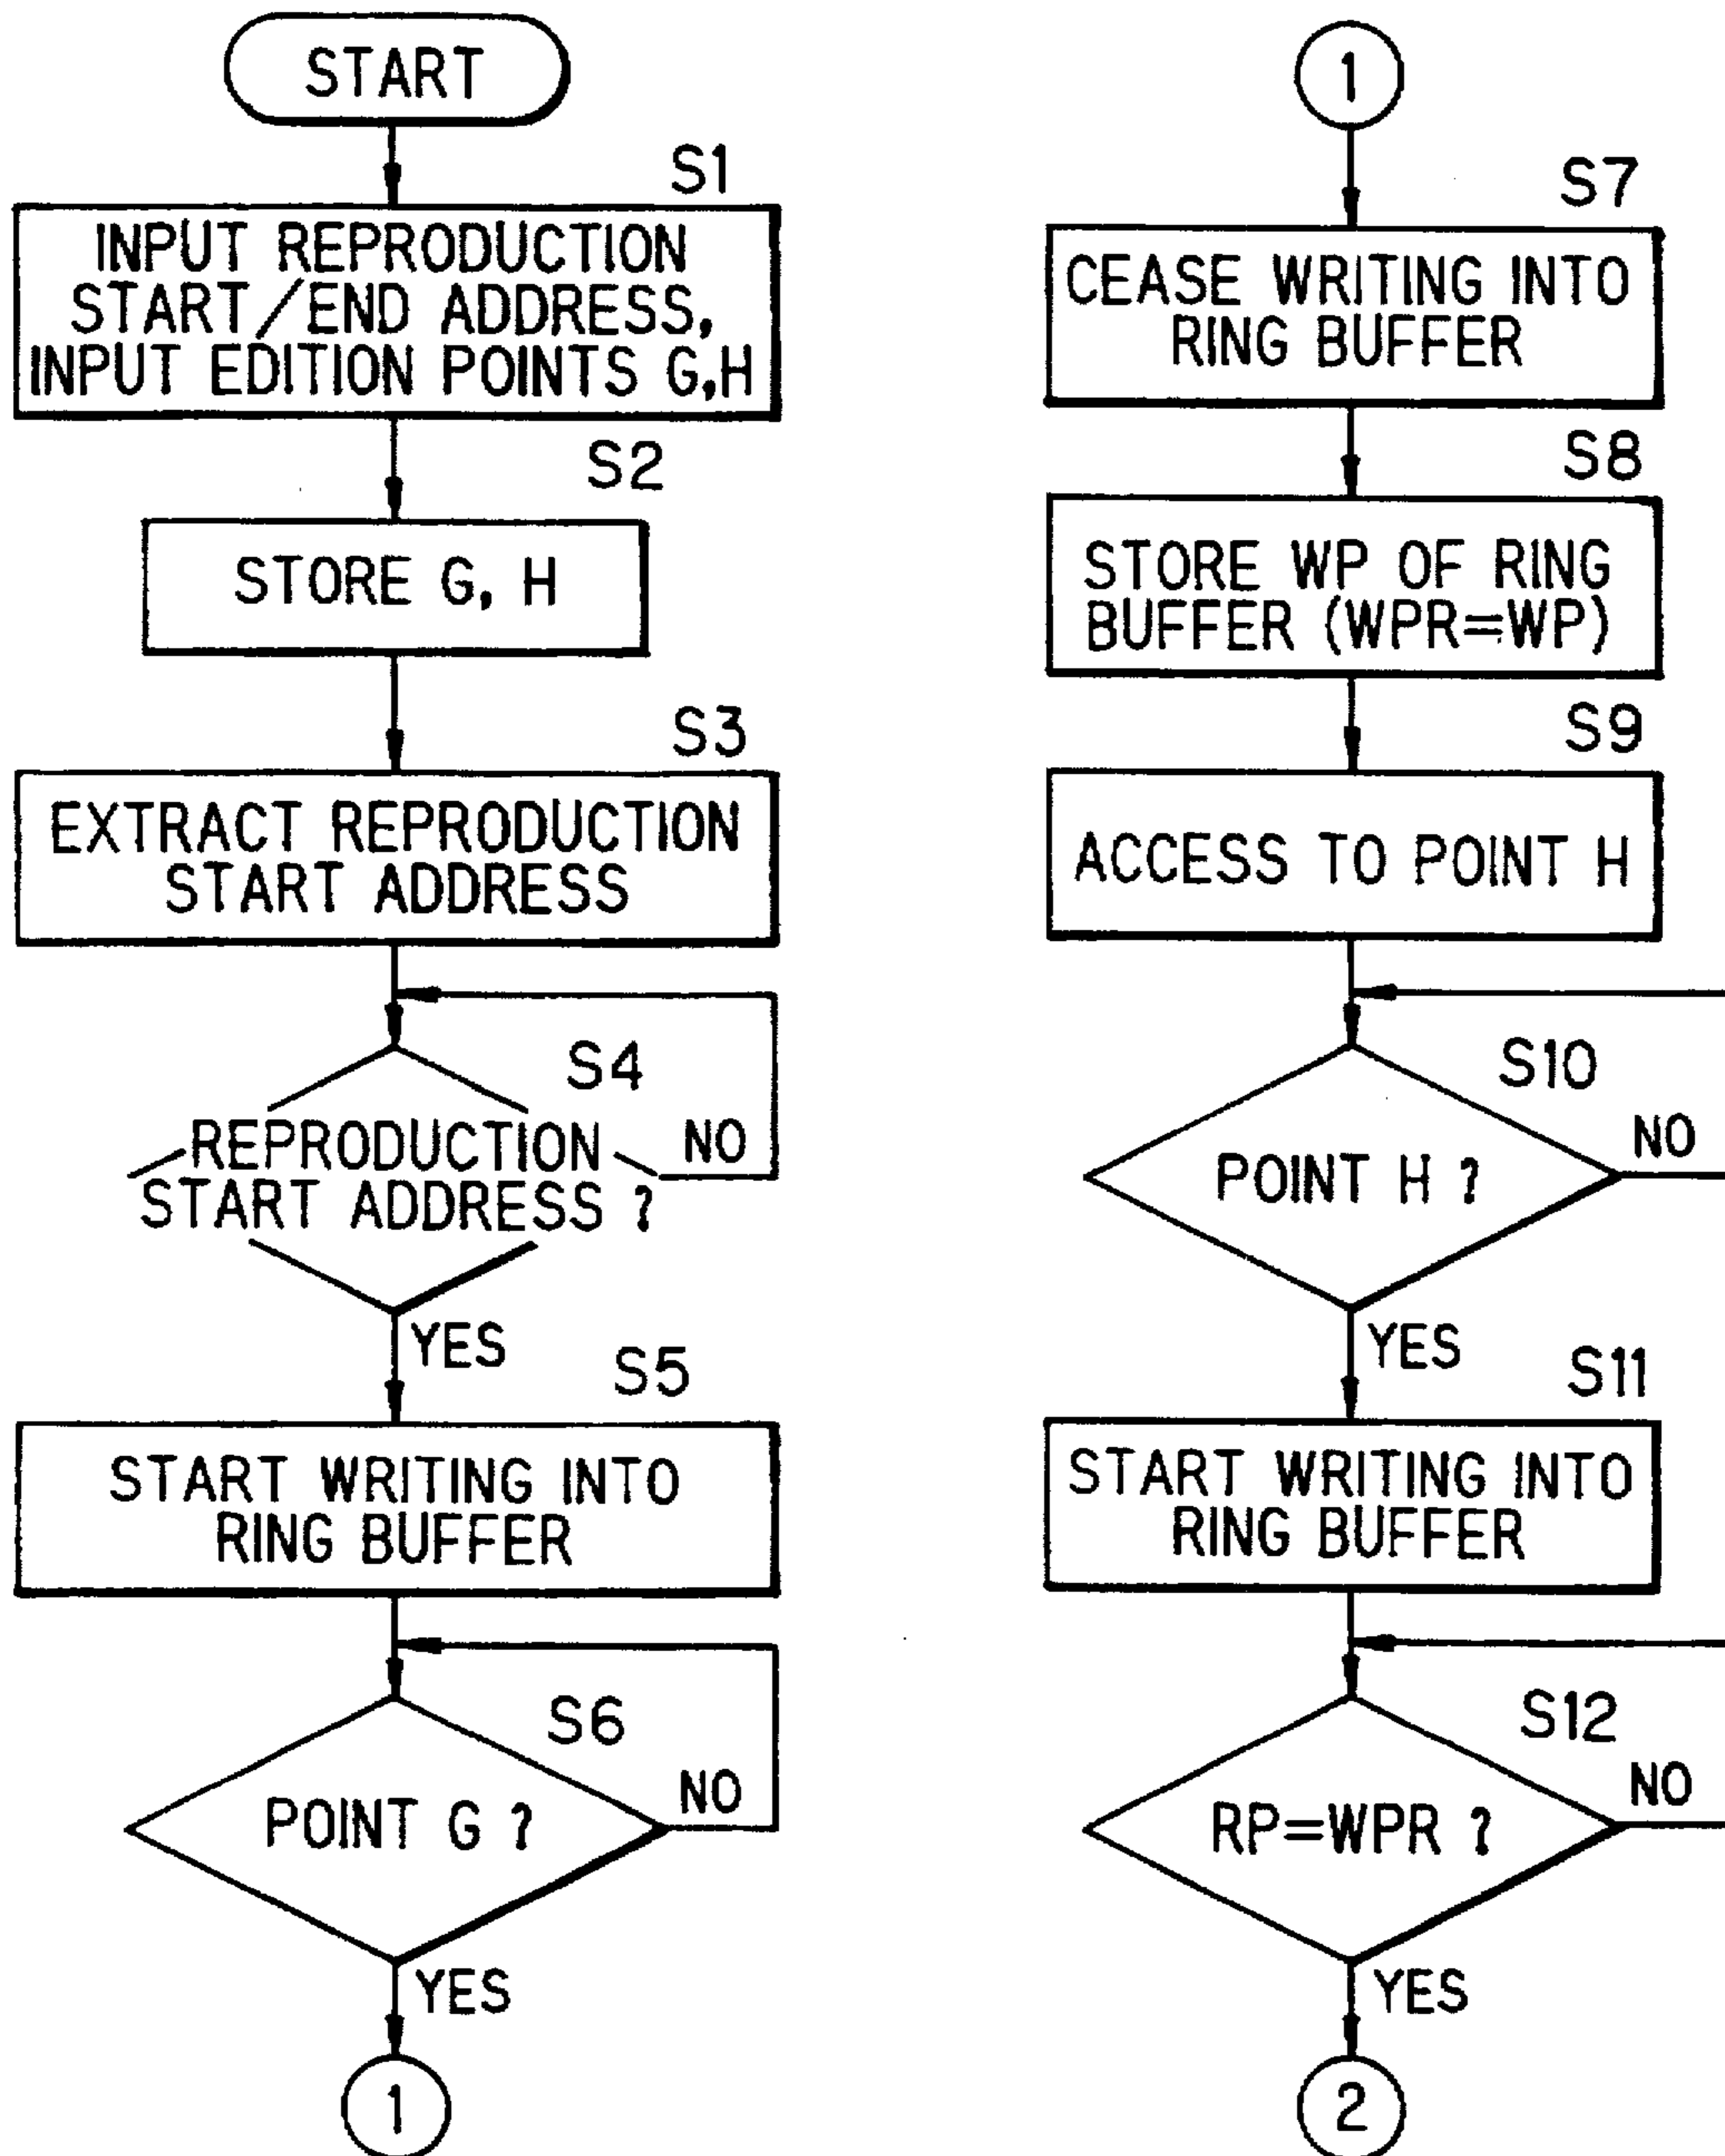 START
S1
INPUT REPRODUCTION
START/END ADDRESS,
INPUT EDITION POINTS G,H
S2
STORE G, H
S3
EXTRACT REPRODUCTION
START ADDRESS
S4
REPRODUCTION
START ADDRESS ?
NO
YES
S5
START WRITING INTO
RING BUFFER
S6
POINT G ?
NO
YES
1
1
S7
CEASE WRITING INTO
RING BUFFER
S8
STORE WP OF RING
BUFFER (WPR=WP)
S9
ACCESS TO POINT H
S10
POINT H ?
NO
YES
S11
START WRITING INTO
RING BUFFER
S12
RP=WPR ?
NO
YES
2